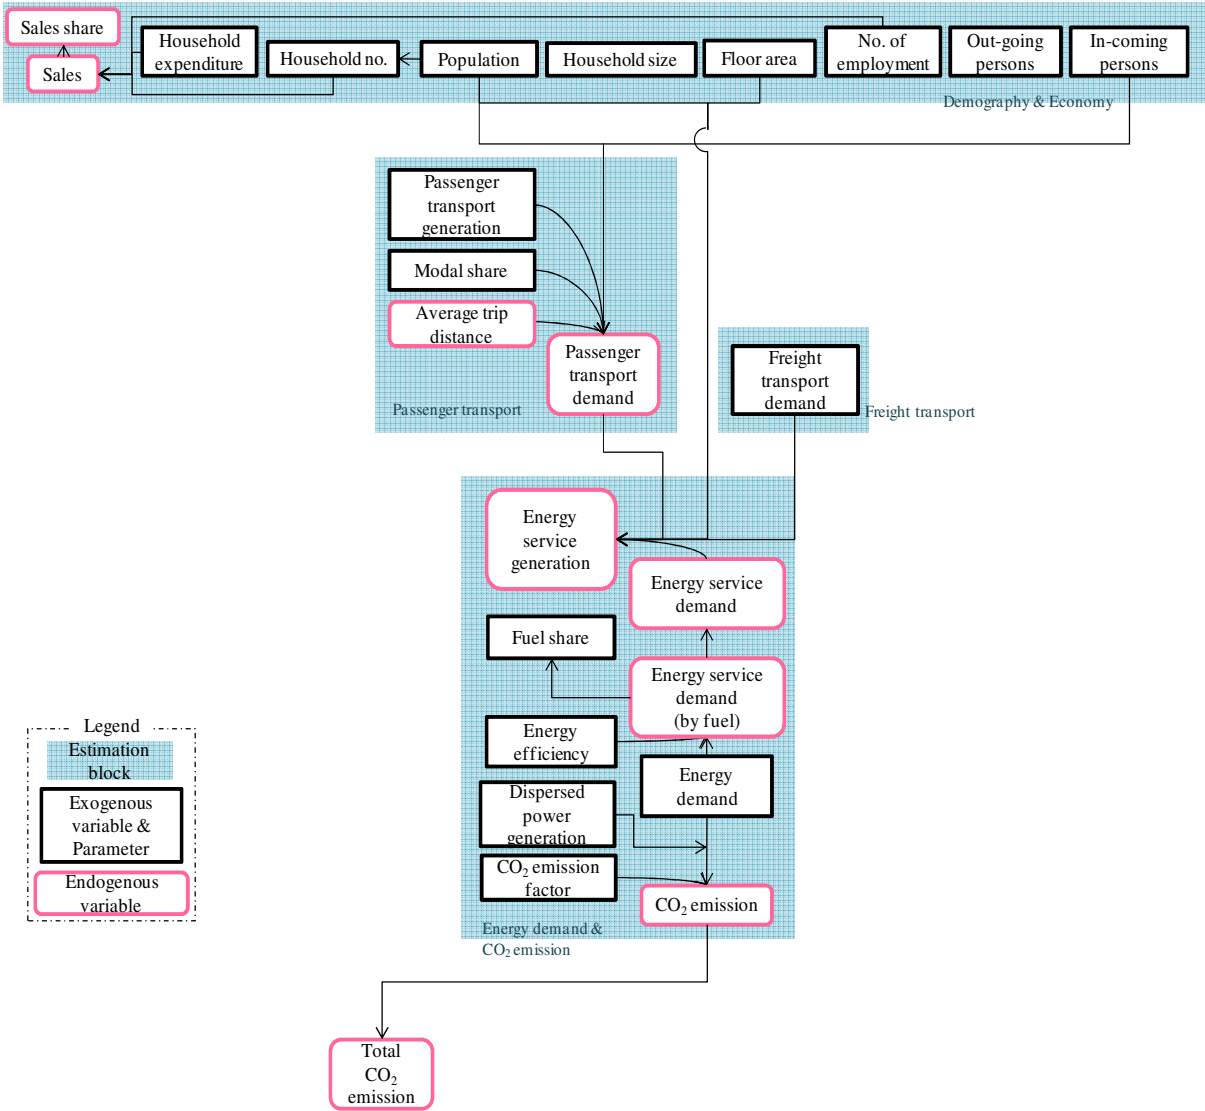 Sales share
Sales
Household
expenditure
Household no.
Population
Household size
Floor area
No. of
employment
Out-going
persons
In-coming
persons
Demography & Economy
Passenger
transport
generation
Modal share
Average trip
distance
Passenger
transport
demand
Passenger transport
Freight
transport
demand
Freight transport
Energy
service
generation
Energy service
demand
Fuel share
Energy service
demand
(by fuel)
Energy
efficiency
Energy
demand
Dispersed
power
generation
CO2 emission
factor
CO2 emission
Energy demand &
CO2 emission
Total
CO2
emission
Legend
Estimation
block
Exogenous
variable &
Parameter
Endogenous
variable